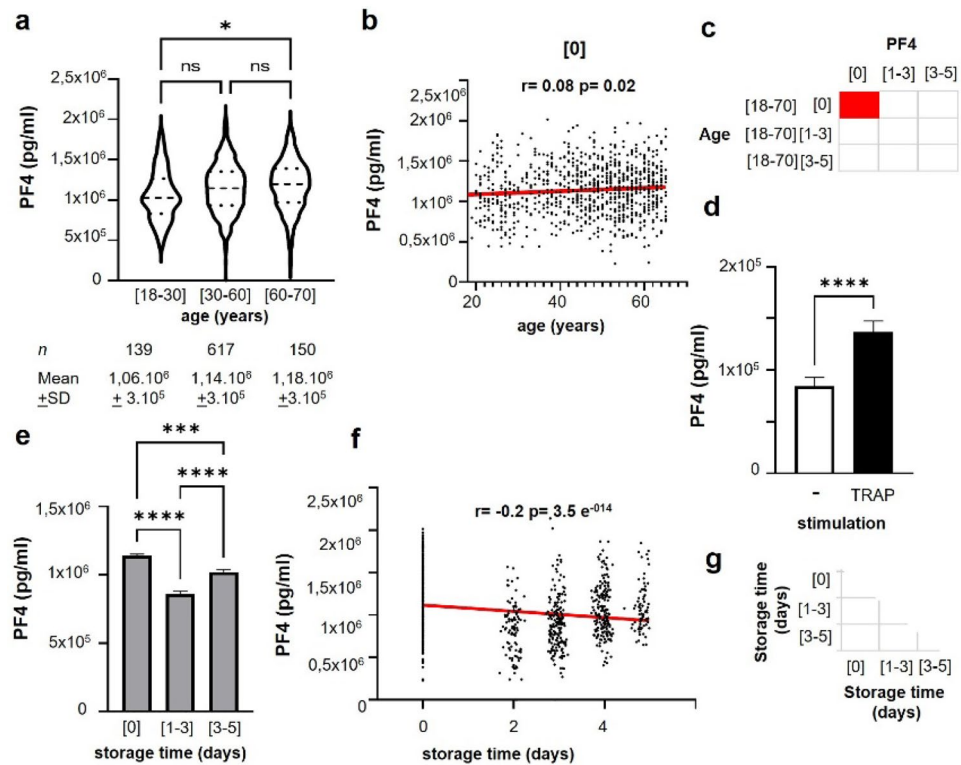 a
*
ns ns
2,5x10⁶
2x10⁶
1,5x10⁶
1x10⁶
5x10⁵
0
PF4 (pg/ml)
[18-30] [30-60] [60-70]
age (years)
n 139 617 150
Mean 1,06.10⁶ 1,14.10⁶ 1,18.10⁶
±SD ± 3.10⁵ ±3.10⁵ ±3.10⁵
b
[0]
r= 0.08 p= 0.02
2,5x10⁶
2x10⁶
1,5x10⁶
1x10⁶
0,5x10⁶
0
PF4 (pg/ml)
20 40 60
age (years)
c
PF4
[0] [1-3] [3-5]
[18-70] [0]
Age [18-70] [1-3]
[18-70] [3-5]
d
****
2x10⁵
1x10⁵
0
PF4 (pg/ml)
- TRAP
stimulation
e
***
****
****
1,5x10⁶
1x10⁶
5x10⁵
0
PF4 (pg/ml)
[0] [1-3] [3-5]
storage time (days)
f
r= -0.2 p= 3.5 e⁻⁰¹⁴
2,5x10⁶
2x10⁶
1,5x10⁶
1x10⁶
0,5x10⁶
0
PF4 (pg/ml)
0 2 4
storage time (days)
g
Storage time
(days)
[0]
[1-3]
[3-5]
[0] [1-3] [3-5]
Storage time
(days)